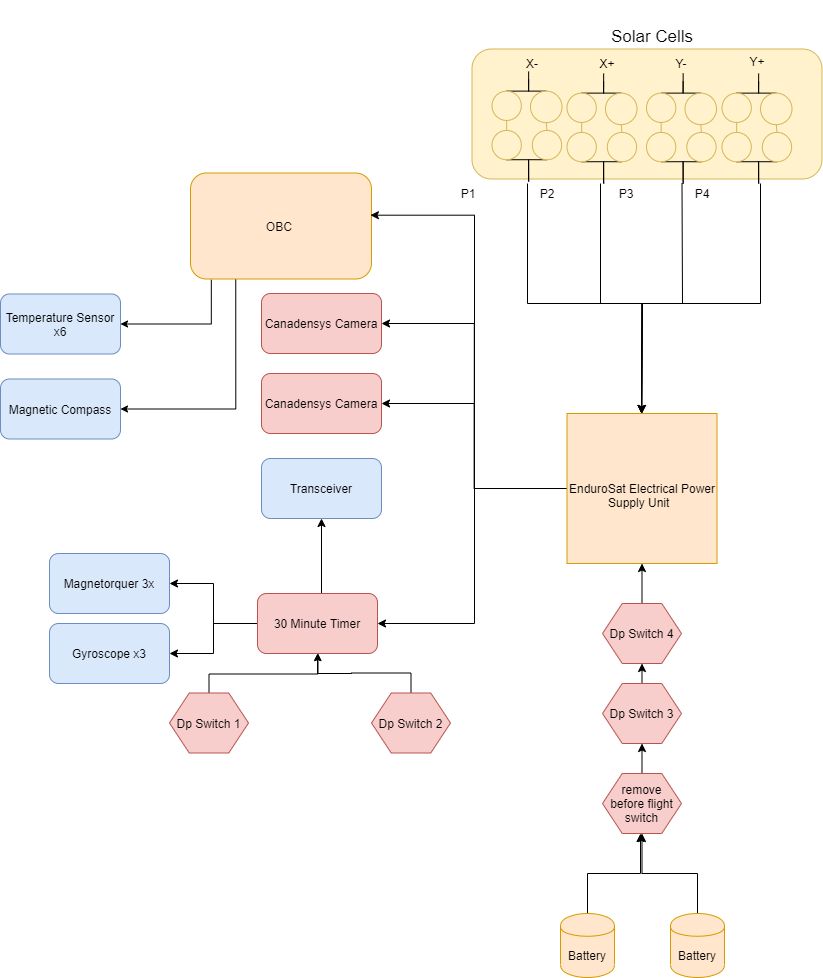 Solar Cells
X-
X+
Y-
Y+
P1
P2
P3
P4
OBC
Temperature Sensor
x6
Canadensys Camera
Magnetic Compass
Canadensys Camera
Transceiver
EnduroSat Electrical Power
Supply Unit
Magnetorquer 3x
30 Minute Timer
Gyroscope x3
Dp Switch 4
Dp Switch 1
Dp Switch 2
Dp Switch 3
remove
before flight
switch
Battery
Battery